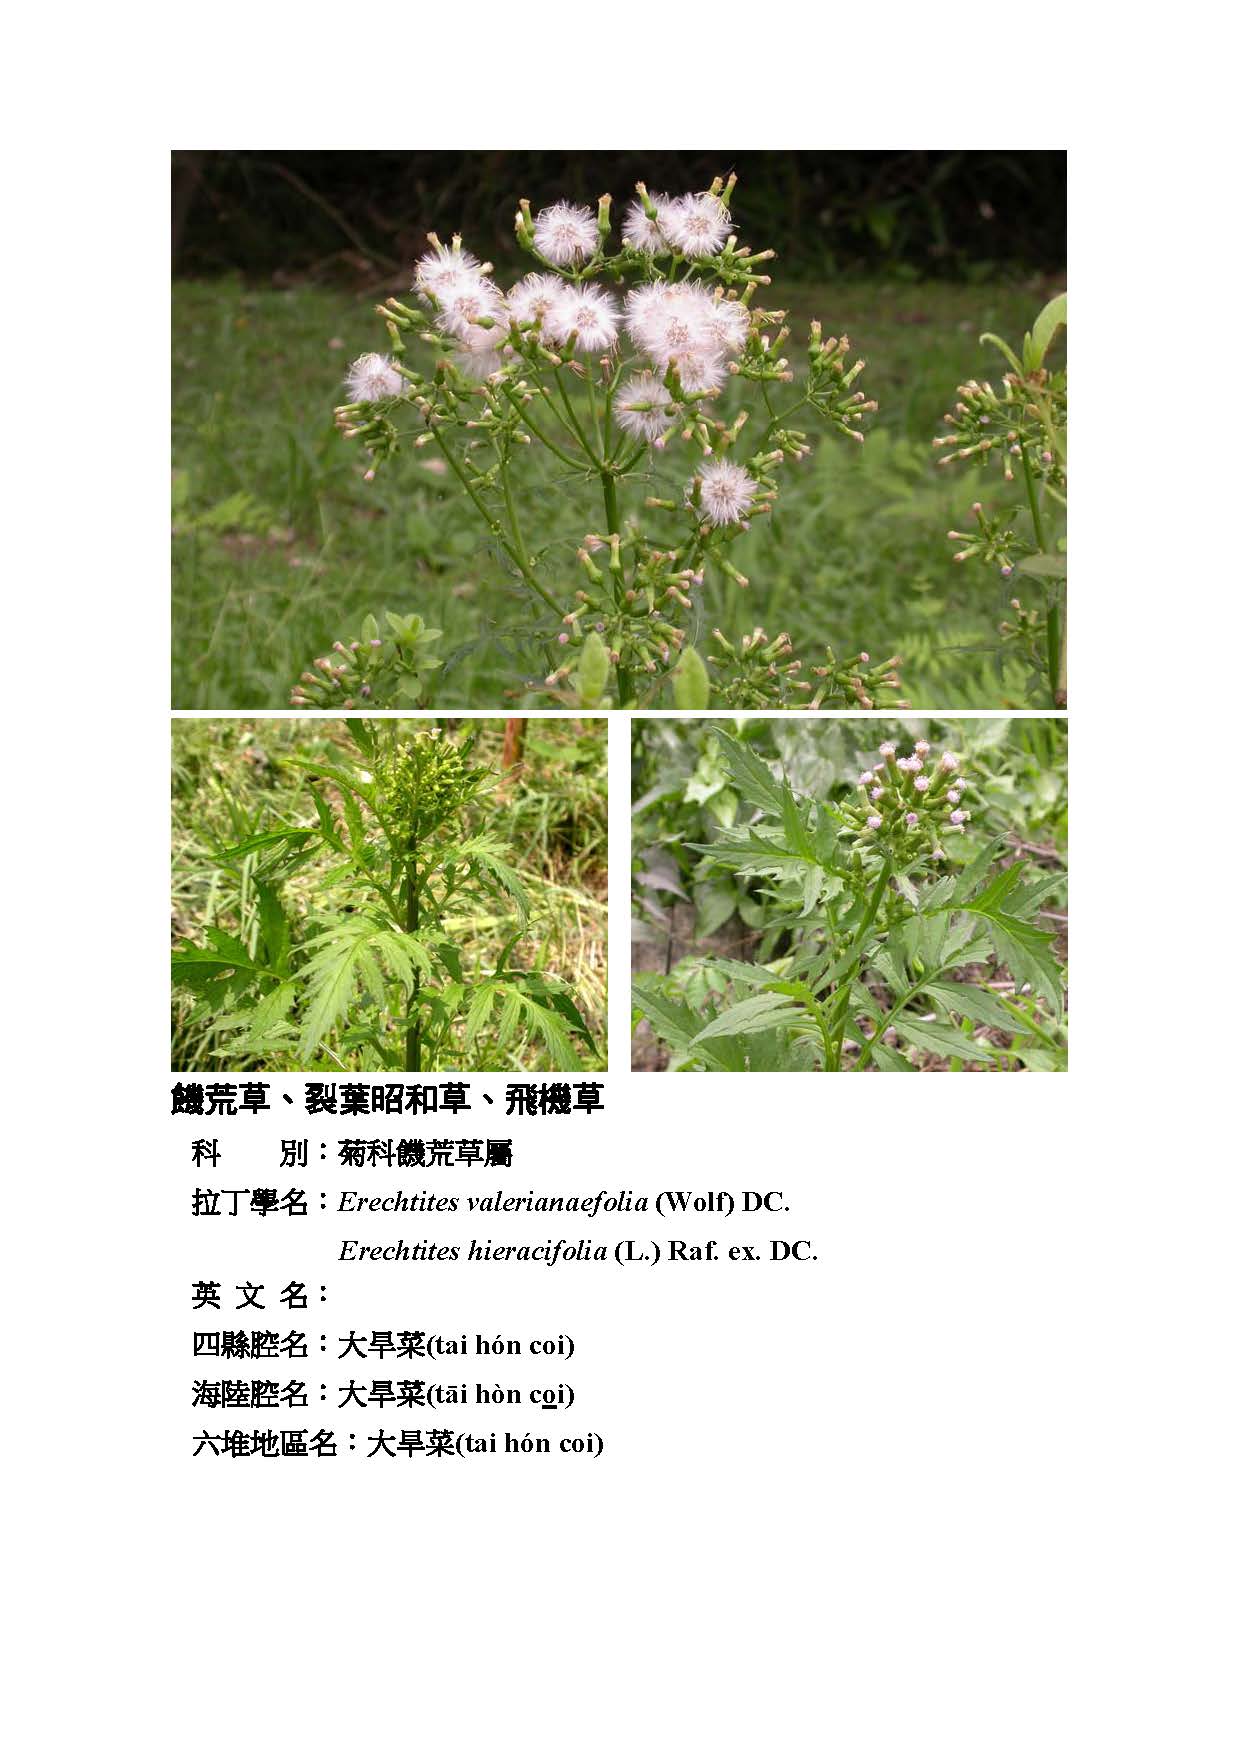 饑荒草、裂葉昭和草、飛機草
科　　別：菊科饑荒草屬
拉丁學名：Erechtites valerianaefolia (Wolf) DC.
Erechtites hieracifolia (L.) Raf. ex. DC.
英 文 名：
四縣腔名：大旱菜(tai hón coi)
海陸腔名：大旱菜(tāi hòn co̲i)
六堆地區名：大旱菜(tai hón coi)